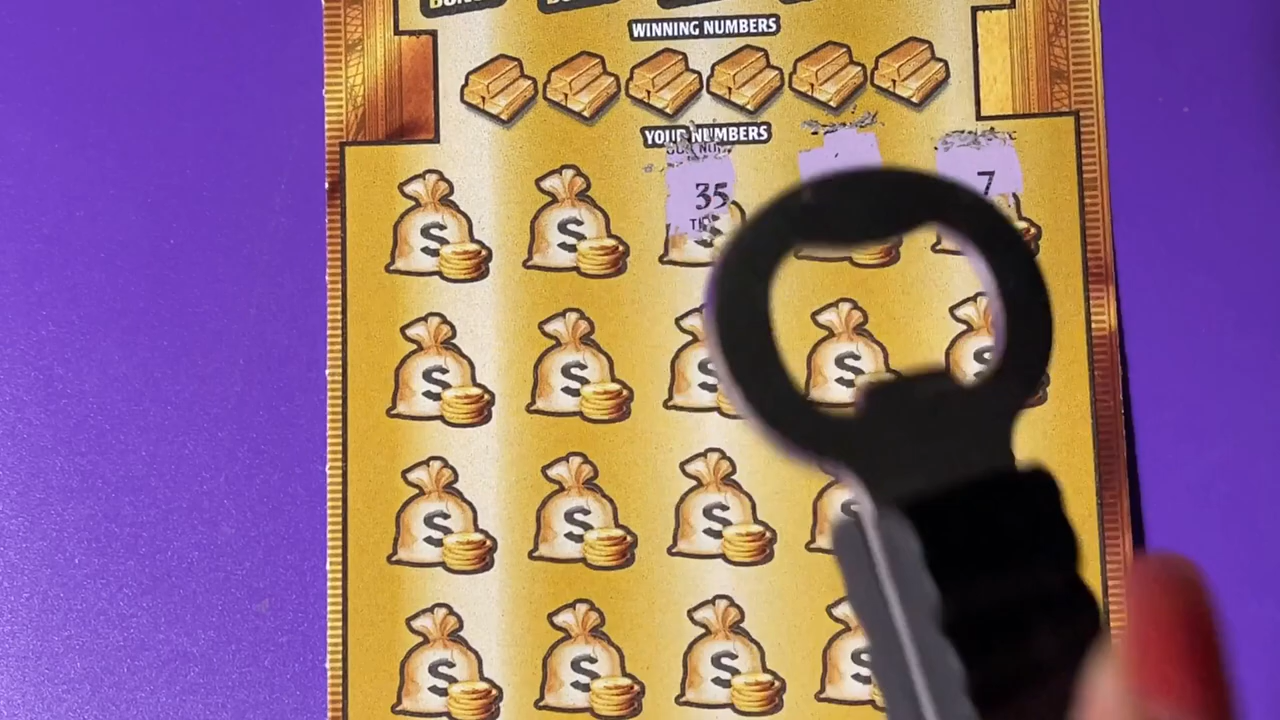 WINNING NUMBERS
YOUR NUMBERS
35
7
$ $ $
$ $ $ $ $
$ $ $ $
$ $ $ $